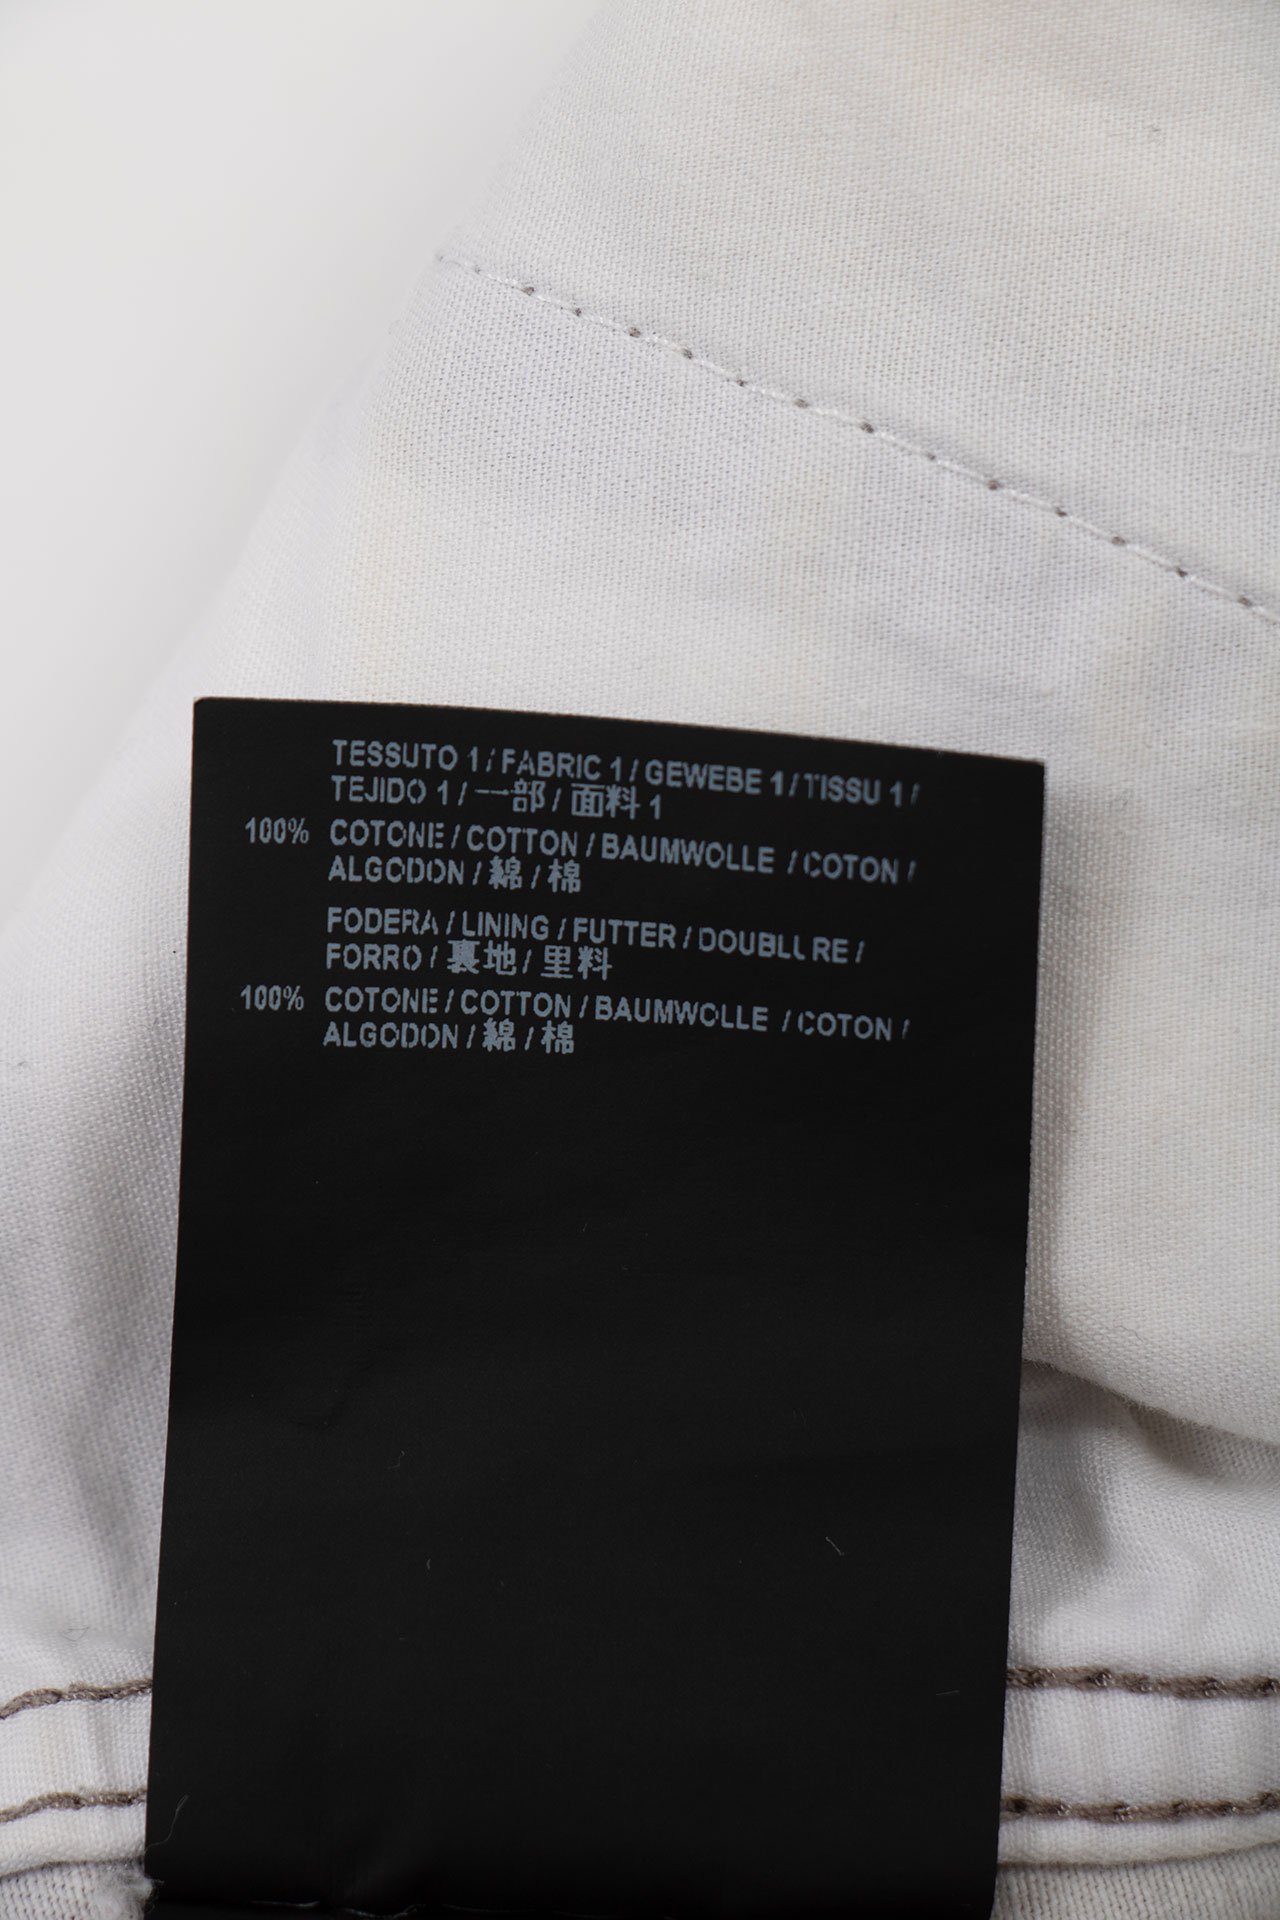 TESSUTO 1 / FABRIC 1 / GEWEBE 1 / TISSU 1 /
TEJIDO 1 / 一部 / 面料 1
100% COTONE / COTTON / BAUMWOLLE / COTON /
ALGODON / 綿 / 棉
FODERA / LINING / FUTTER / DOUBLURE /
FORRO / 裏地 / 里料
100% COTONE / COTTON / BAUMWOLLE / COTON /
ALGODON / 綿 / 棉